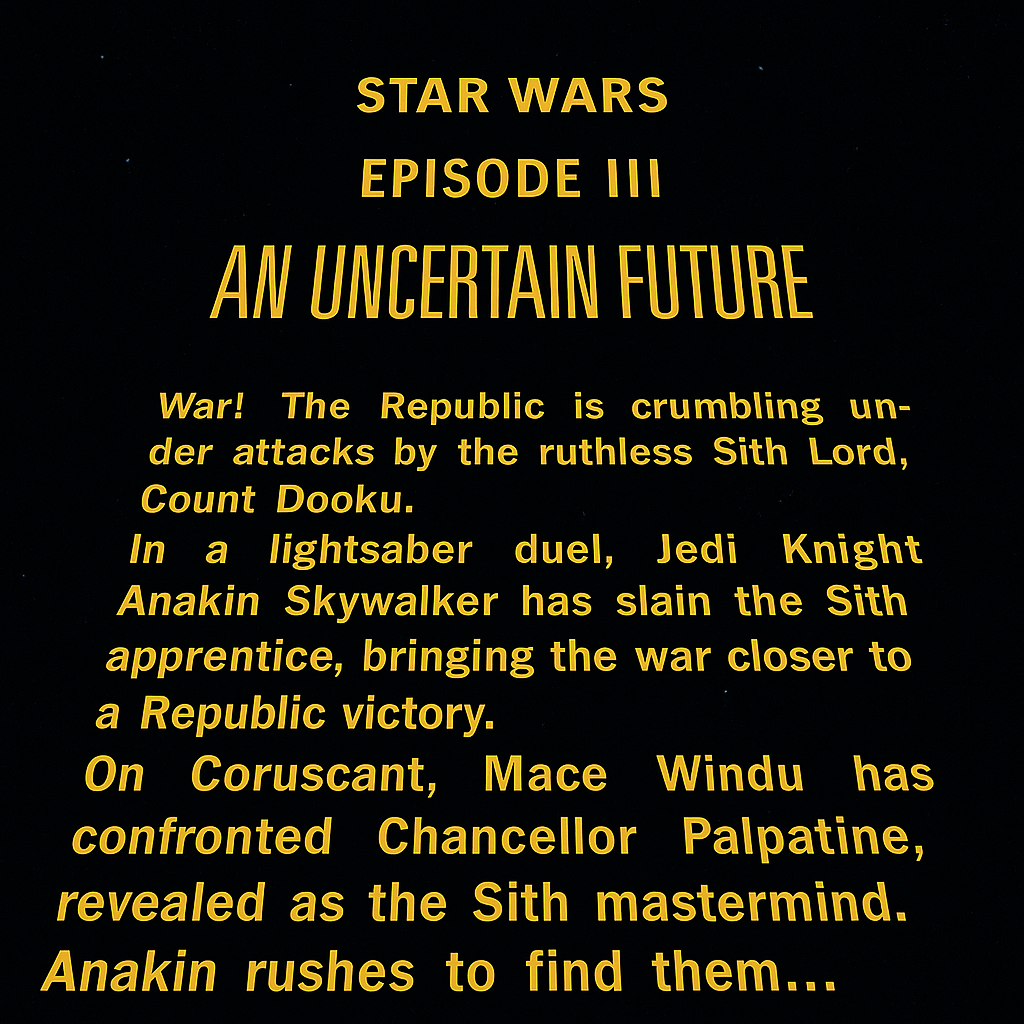 STAR WARS
EPISODE III
AN UNCERTAIN FUTURE
War! The Republic is crumbling un-
der attacks by the ruthless Sith Lord,
Count Dooku.
In a lightsaber duel, Jedi Knight
Anakin Skywalker has slain the Sith
apprentice, bringing the war closer to
a Republic victory.
On Coruscant, Mace Windu has
confronted Chancellor Palpatine,
revealed as the Sith mastermind.
Anakin rushes to find them...